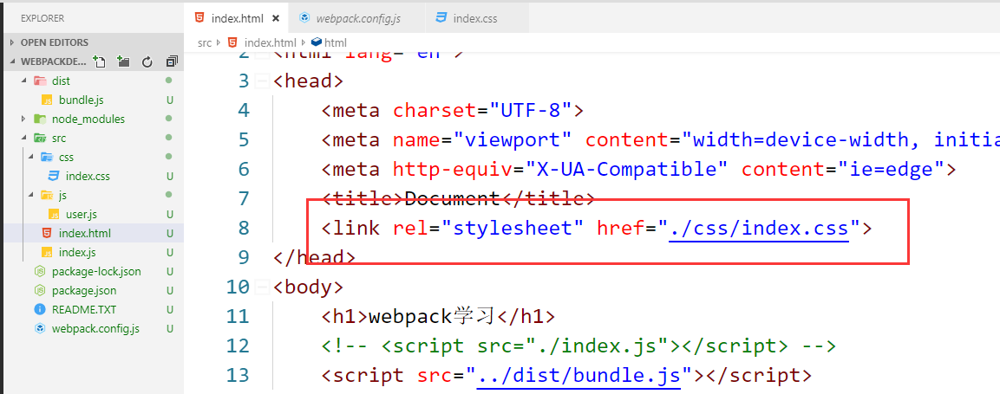 EXPLORER
OPEN EDITORS
WEBPACKDE...
dist
bundle.js U
node_modules
src
css
index.css U
js
user.js U
index.html U
index.js U
package-lock.json U
package.json U
README.TXT U
webpack.config.js U
index.html × webpack.config.js index.css
src index.html html
2 <html lang="en">
3 <head>
4 <meta charset="UTF-8">
5 <meta name="viewport" content="width=device-width, initia
6 <meta http-equiv="X-UA-Compatible" content="ie=edge">
7 <title>Document</title>
8 <link rel="stylesheet" href="./css/index.css">
9 </head>
10 <body>
11 <h1>webpack学习</h1>
12 <!-- <script src="./index.js"></script> -->
13 <script src="../dist/bundle.js"></script>